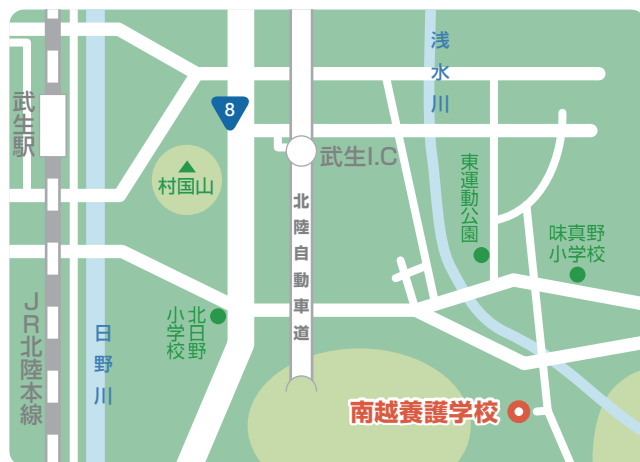 浅水川
8
武生駅
武生I.C
村国山
東運動公園
北陸自動車道
味真野
小学校
JR北陸本線
日野川
北日野
小学校
南越養護学校